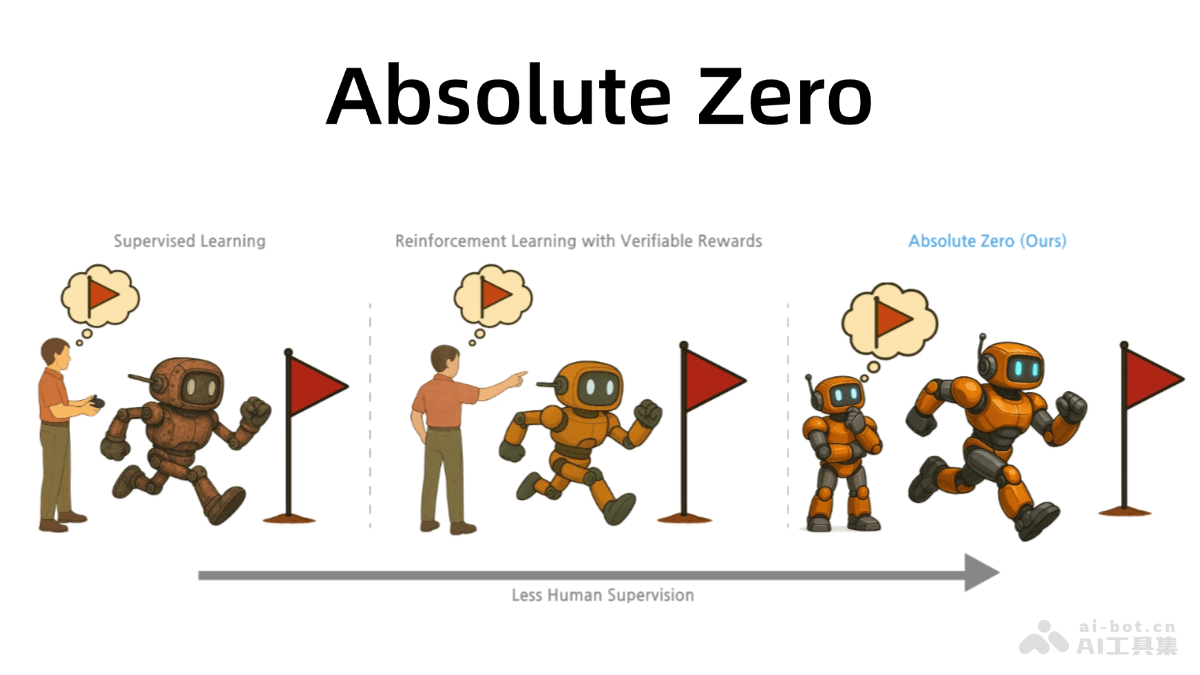 Absolute Zero
Supervised Learning
Reinforcement Learning with Verifiable Rewards
Absolute Zero (Ours)
Less Human Supervision
ai-bot.cn
AI工具集